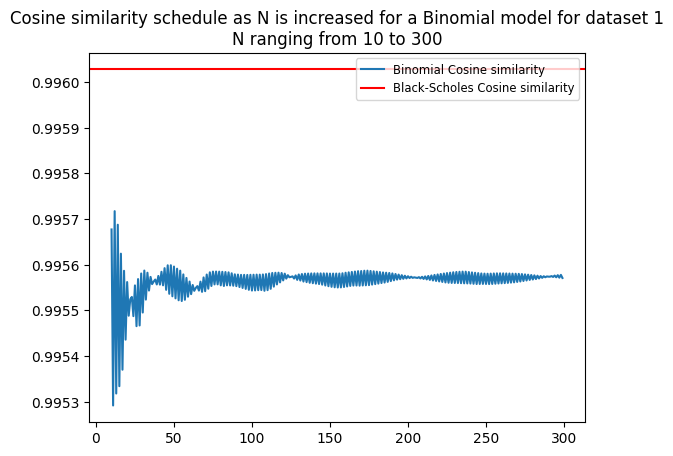 Cosine similarity schedule as N is increased for a Binomial model for dataset 1
N ranging from 10 to 300
Binomial Cosine similarity
Black-Scholes Cosine similarity
0.9960
0.9959
0.9958
0.9957
0.9956
0.9955
0.9954
0.9953
0 50 100 150 200 250 300